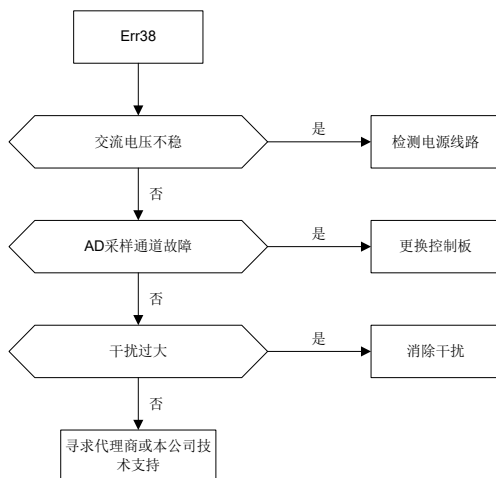 Err38
交流电压不稳
是
检测电源线路
否
AD采样通道故障
是
更换控制板
否
干扰过大
是
消除干扰
否
寻求代理商或本公司技
术支持